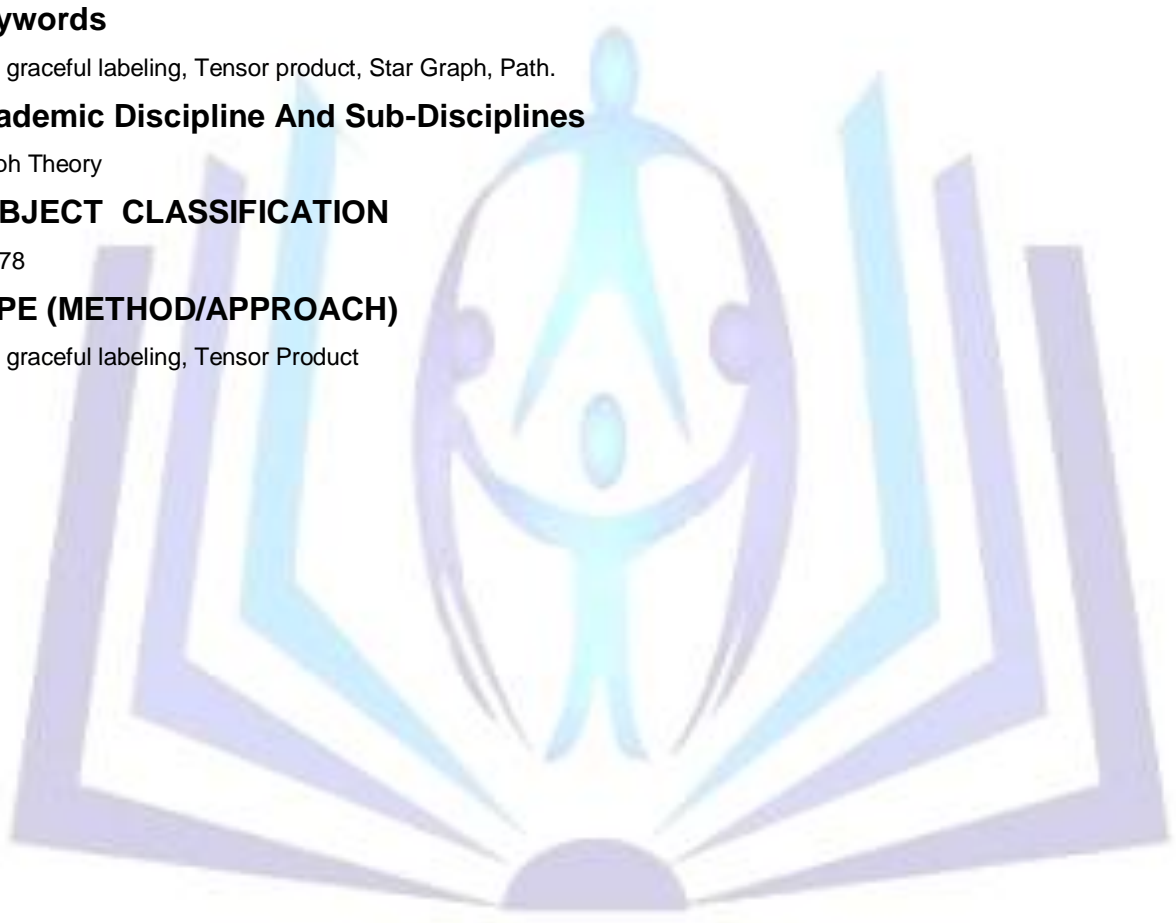 ywords
graceful labeling, Tensor product, Star Graph, Path.
ademic Discipline And Sub-Disciplines
ph Theory
BJECT CLASSIFICATION
78
PE (METHOD/APPROACH)
graceful labeling, Tensor Product